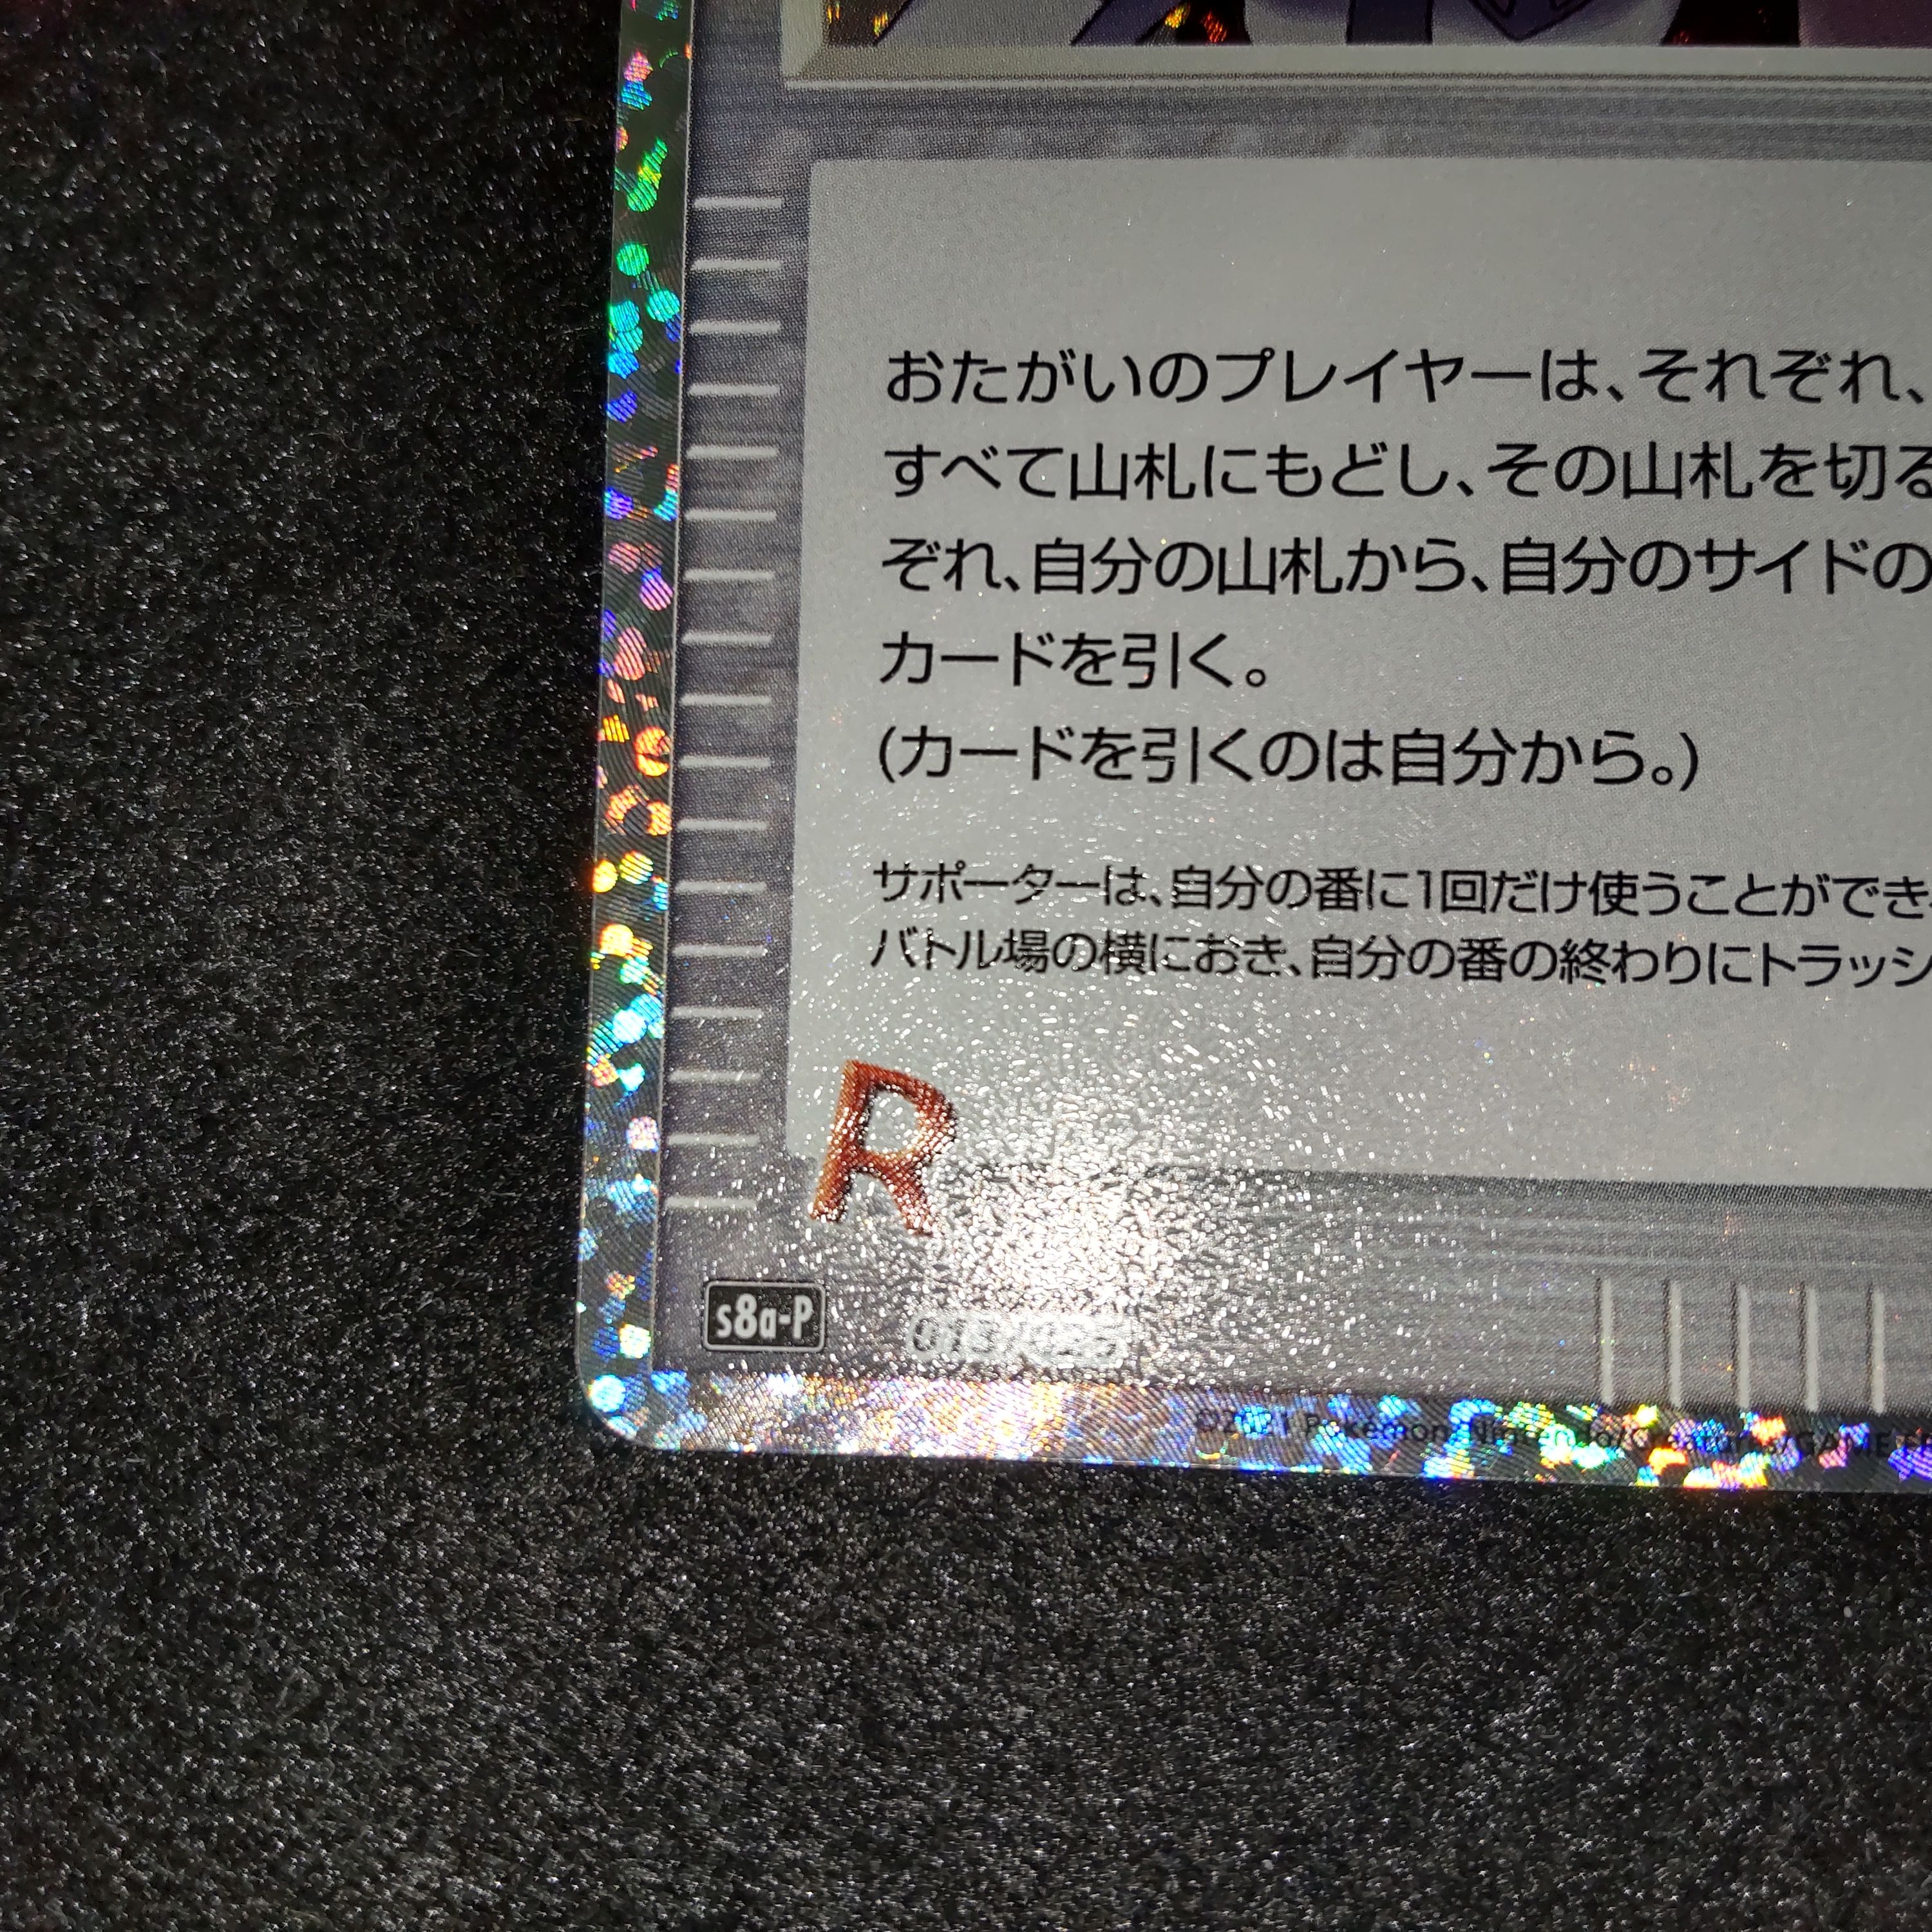 おたがいのプレイヤーは、それぞれ、
すべて山札にもどし、その山札を切る
ぞれ、自分の山札から、自分のサイドの
カードを引く。
(カードを引くのは自分から。)
サポーターは、自分の番に1回だけ使うことができ
バトル場の横におき、自分の番の終わりにトラッシ
R
s8a-P
©2021 Pokémon/Nintendo/Creatures/GAME